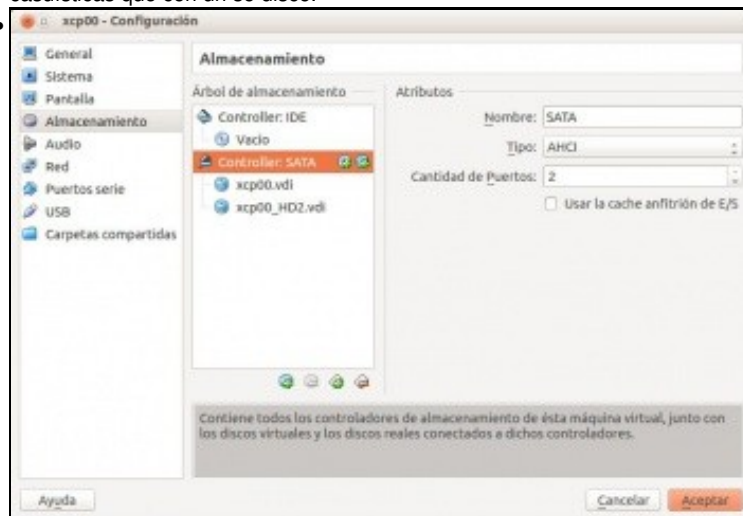 xcp00 - Configuración
General
Sistema
Pantalla
Almacenamiento
Audio
Red
Puertos serie
USB
Carpetas compartidas
Almacenamiento
Árbol de almacenamiento
Controller: IDE
Vacío
Controller: SATA
xcp00.vdi
xcp00_HD2.vdi
Atributos
Nombre: SATA
Tipo: AHCI
Cantidad de Puertos: 2
Usar la cache anfitrión de E/S
Contiene todos los controladores de almacenamiento de ésta máquina virtual, junto con
los discos virtuales y los discos reales conectados a dichos controladores.
Ayuda
Cancelar
Aceptar